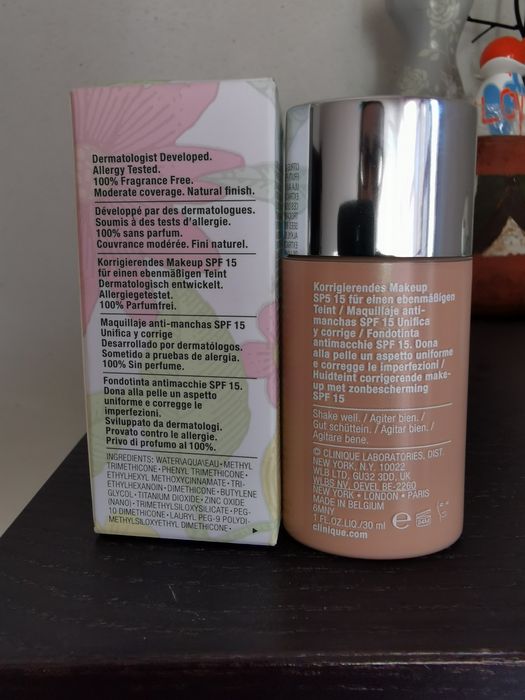 Dermatologist Developed.
Allergy Tested.
100% Fragrance Free.
Moderate coverage. Natural finish.
Développé par des dermatologues.
Soumis à des tests d'allergie.
100% sans parfum.
Couvrance modérée. Fini naturel.
Korrigierendes Makeup SPF 15
für einen ebenmäßigen Teint
Dermatologisch entwickelt.
Allergiegetestet.
100% Parfumfrei.
Maquillaje anti-manchas SPF 15
Unifica y corrige
Desarrollado por dermatólogos.
Sometido a pruebas de alergia.
100% Sin perfume.
Fondotinta antimacchie SPF 15.
Dona alla pelle un aspetto
uniforme e corregge le
imperfezioni.
Sviluppato da dermatologi.
Provato contro le allergie.
Privo di profumo al 100%.
INGREDIENTS: WATER\AQUA\EAU • METHYL
TRIMETHICONE • PHENYL TRIMETHICONE •
ETHYLHEXYL METHOXYCINNAMATE • TRI-
ETHYLHEXANOIN • DIMETHICONE • BUTYLENE
GLYCOL • TITANIUM DIOXIDE • ZINC OXIDE
(NANO) • TRIMETHYLSILOXYSILICATE • PEG-
10 DIMETHICONE • LAURYL PEG-9 POLYDI-
METHYLSILOXYETHYL DIMETHICONE •
Korrigierendes Makeup
SPS 15 für einen ebenmäßigen
Teint / Maquillaje anti-
manchas SPF 15 Unifica
y corrige / Fondotinta
antimacchie SPF 15. Dona
alla pelle un aspetto uniforme
e corregge le imperfezioni /
Huidteint corrigerende make-
up met zonbescherming
SPF 15
Shake well. / Agiter bien. /
Gut schütteln. / Agitar bien. /
Agitare bene.
© CLINIQUE LABORATORIES, DIST.
NEW YORK, N.Y. 10022
WLB LTD, GU32 3DD, UK
WLBS NV, OEVEL BE-2260
NEW YORK • LONDON • PARIS
MADE IN BELGIUM
6MNY
1 FL.OZ.LIQ./30 ml e 24M
clinique.com